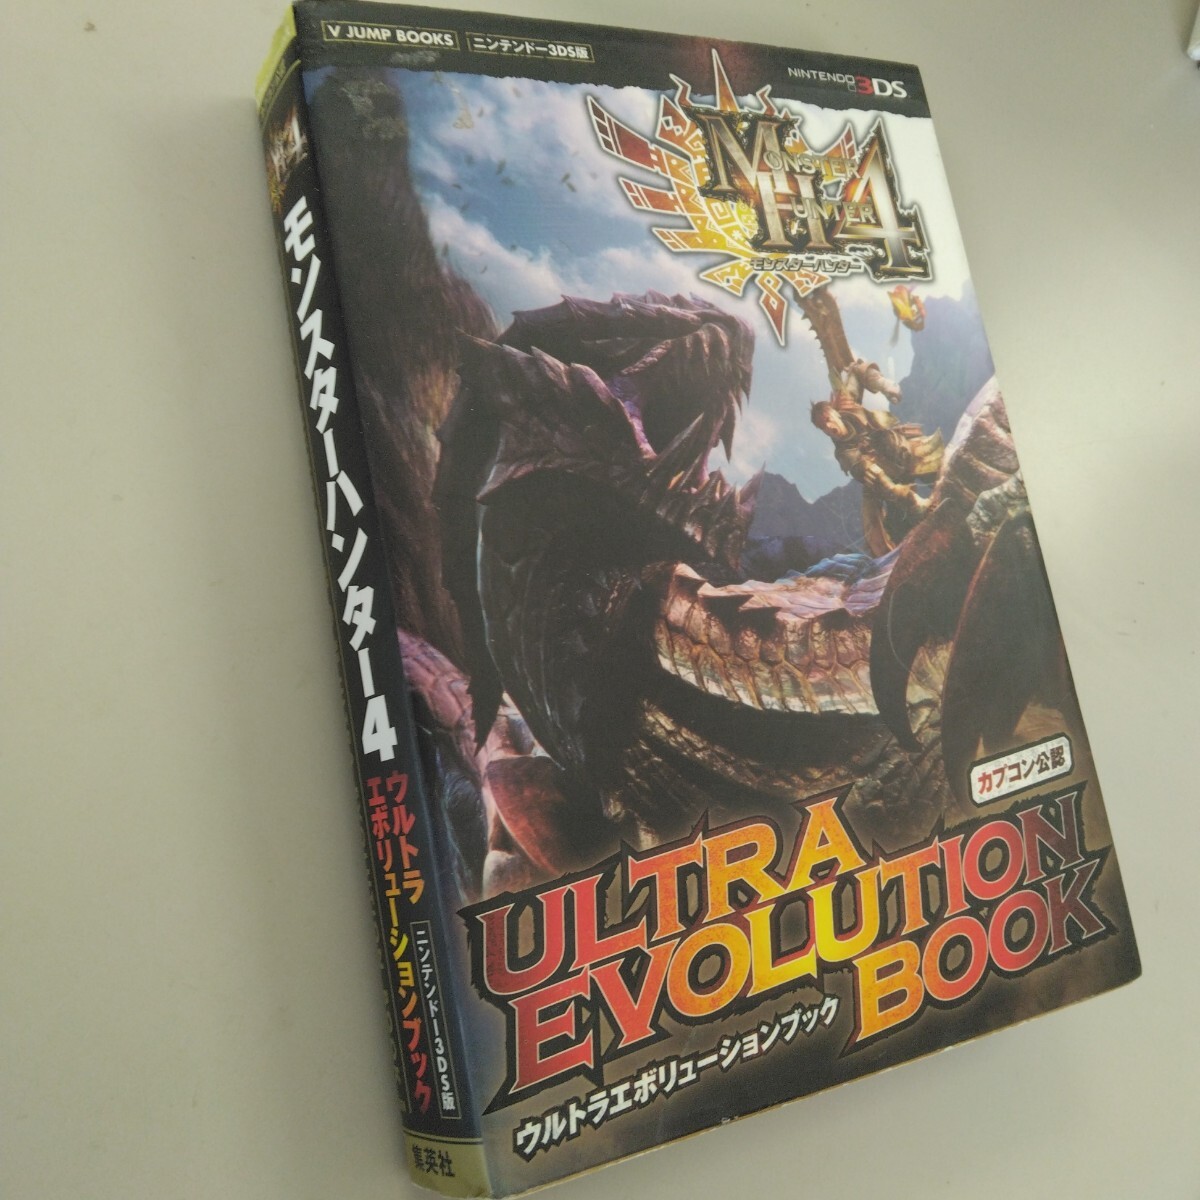 V JUMP BOOKS
ニンテンドー3DS版
NINTENDO 3DS
MONSTER
HUNTER 4
モンスターハンター
カプコン公認
ULTRA
EVOLUTION
BOOK
ウルトラエボリューションブック
4
モンスターハンター4
ウルトラ
エボリューションブック
ニンテンドー3DS版
集英社